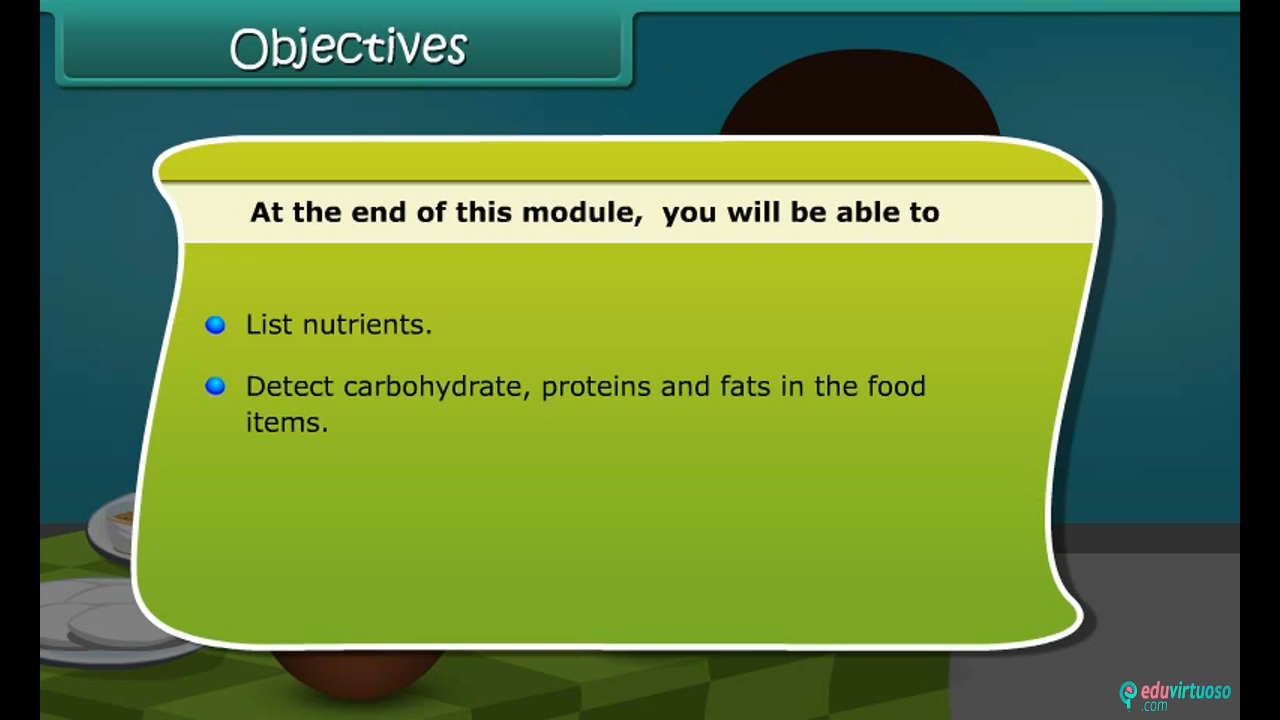 Objectives
At the end of this module, you will be able to
List nutrients.
Detect carbohydrate, proteins and fats in the food
items.
eduvirtuoso
.com